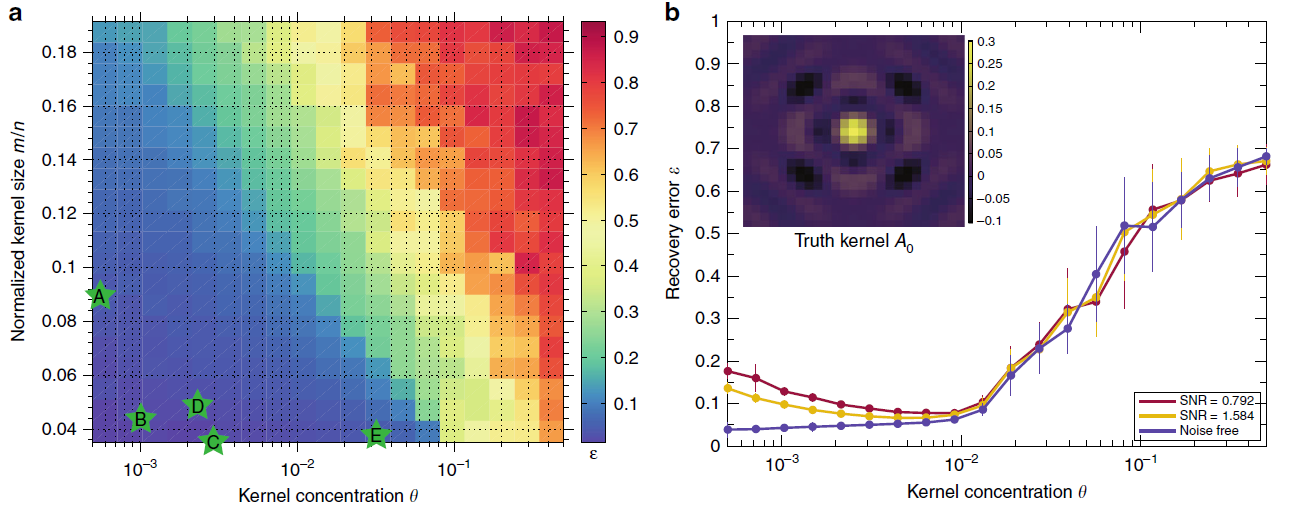 a
Normalized kernel size m/n
0.18
0.16
0.14
0.12
0.1
0.08
0.06
0.04
A
B
D
C
E
10⁻³
10⁻²
10⁻¹
Kernel concentration θ
0.9
0.8
0.7
0.6
0.5
0.4
0.3
0.2
0.1
ε
b
Recovery error ε
1
0.9
0.8
0.7
0.6
0.5
0.4
0.3
0.2
0.1
0
0.3
0.25
0.2
0.15
0.1
0.05
0
−0.05
−0.1
Truth kernel A₀
SNR = 0.792
SNR = 1.584
Noise free
10⁻³
10⁻²
10⁻¹
Kernel concentration θ